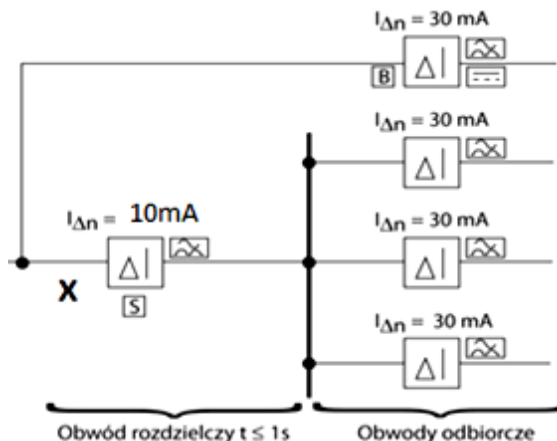 IΔn = 30 mA
Δ|
B
IΔn = 30 mA
Δ|
IΔn = 10mA
Δ|
X
S
IΔn = 30 mA
Δ|
IΔn = 30 mA
Δ|
Obwód rozdzielczy t ≤ 1s
Obwody odbiorcze